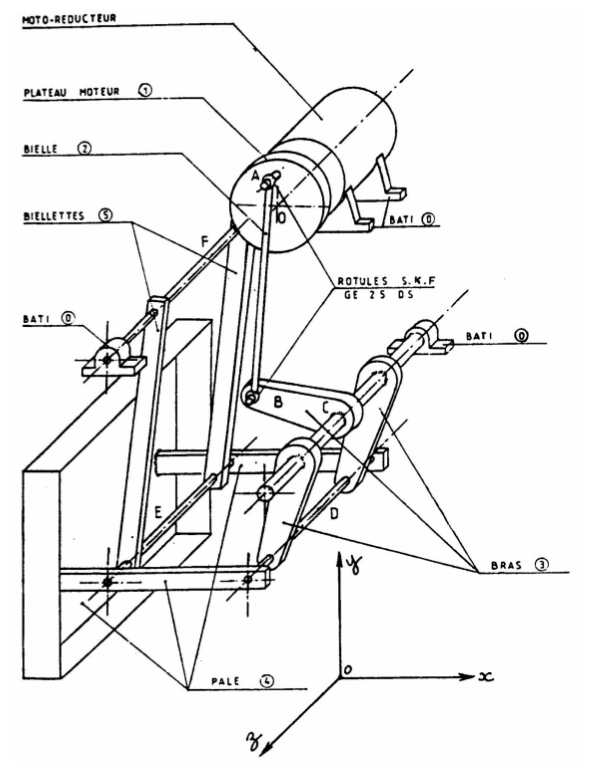 MOTO-REDUCTEUR
PLATEAU MOTEUR ①
A
BIELLE ②
O
BATI ⓪
BIELLETTES ⑤
F
ROTULES S.K.F
GE 25 DS
BATI ⓪
BATI ⓪
B
C
E
D
BRAS ③
y
PALE ④
O
x
z